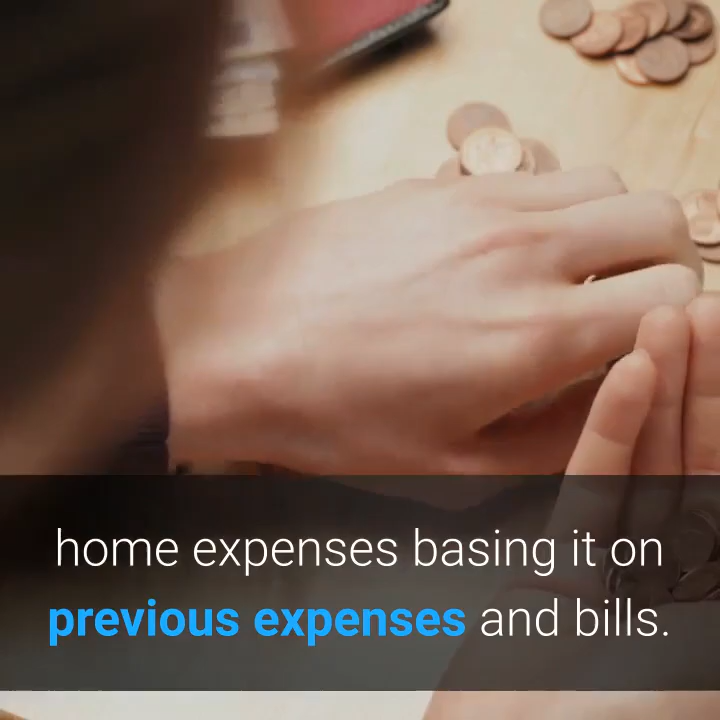 home expenses basing it on
previous expenses and bills.